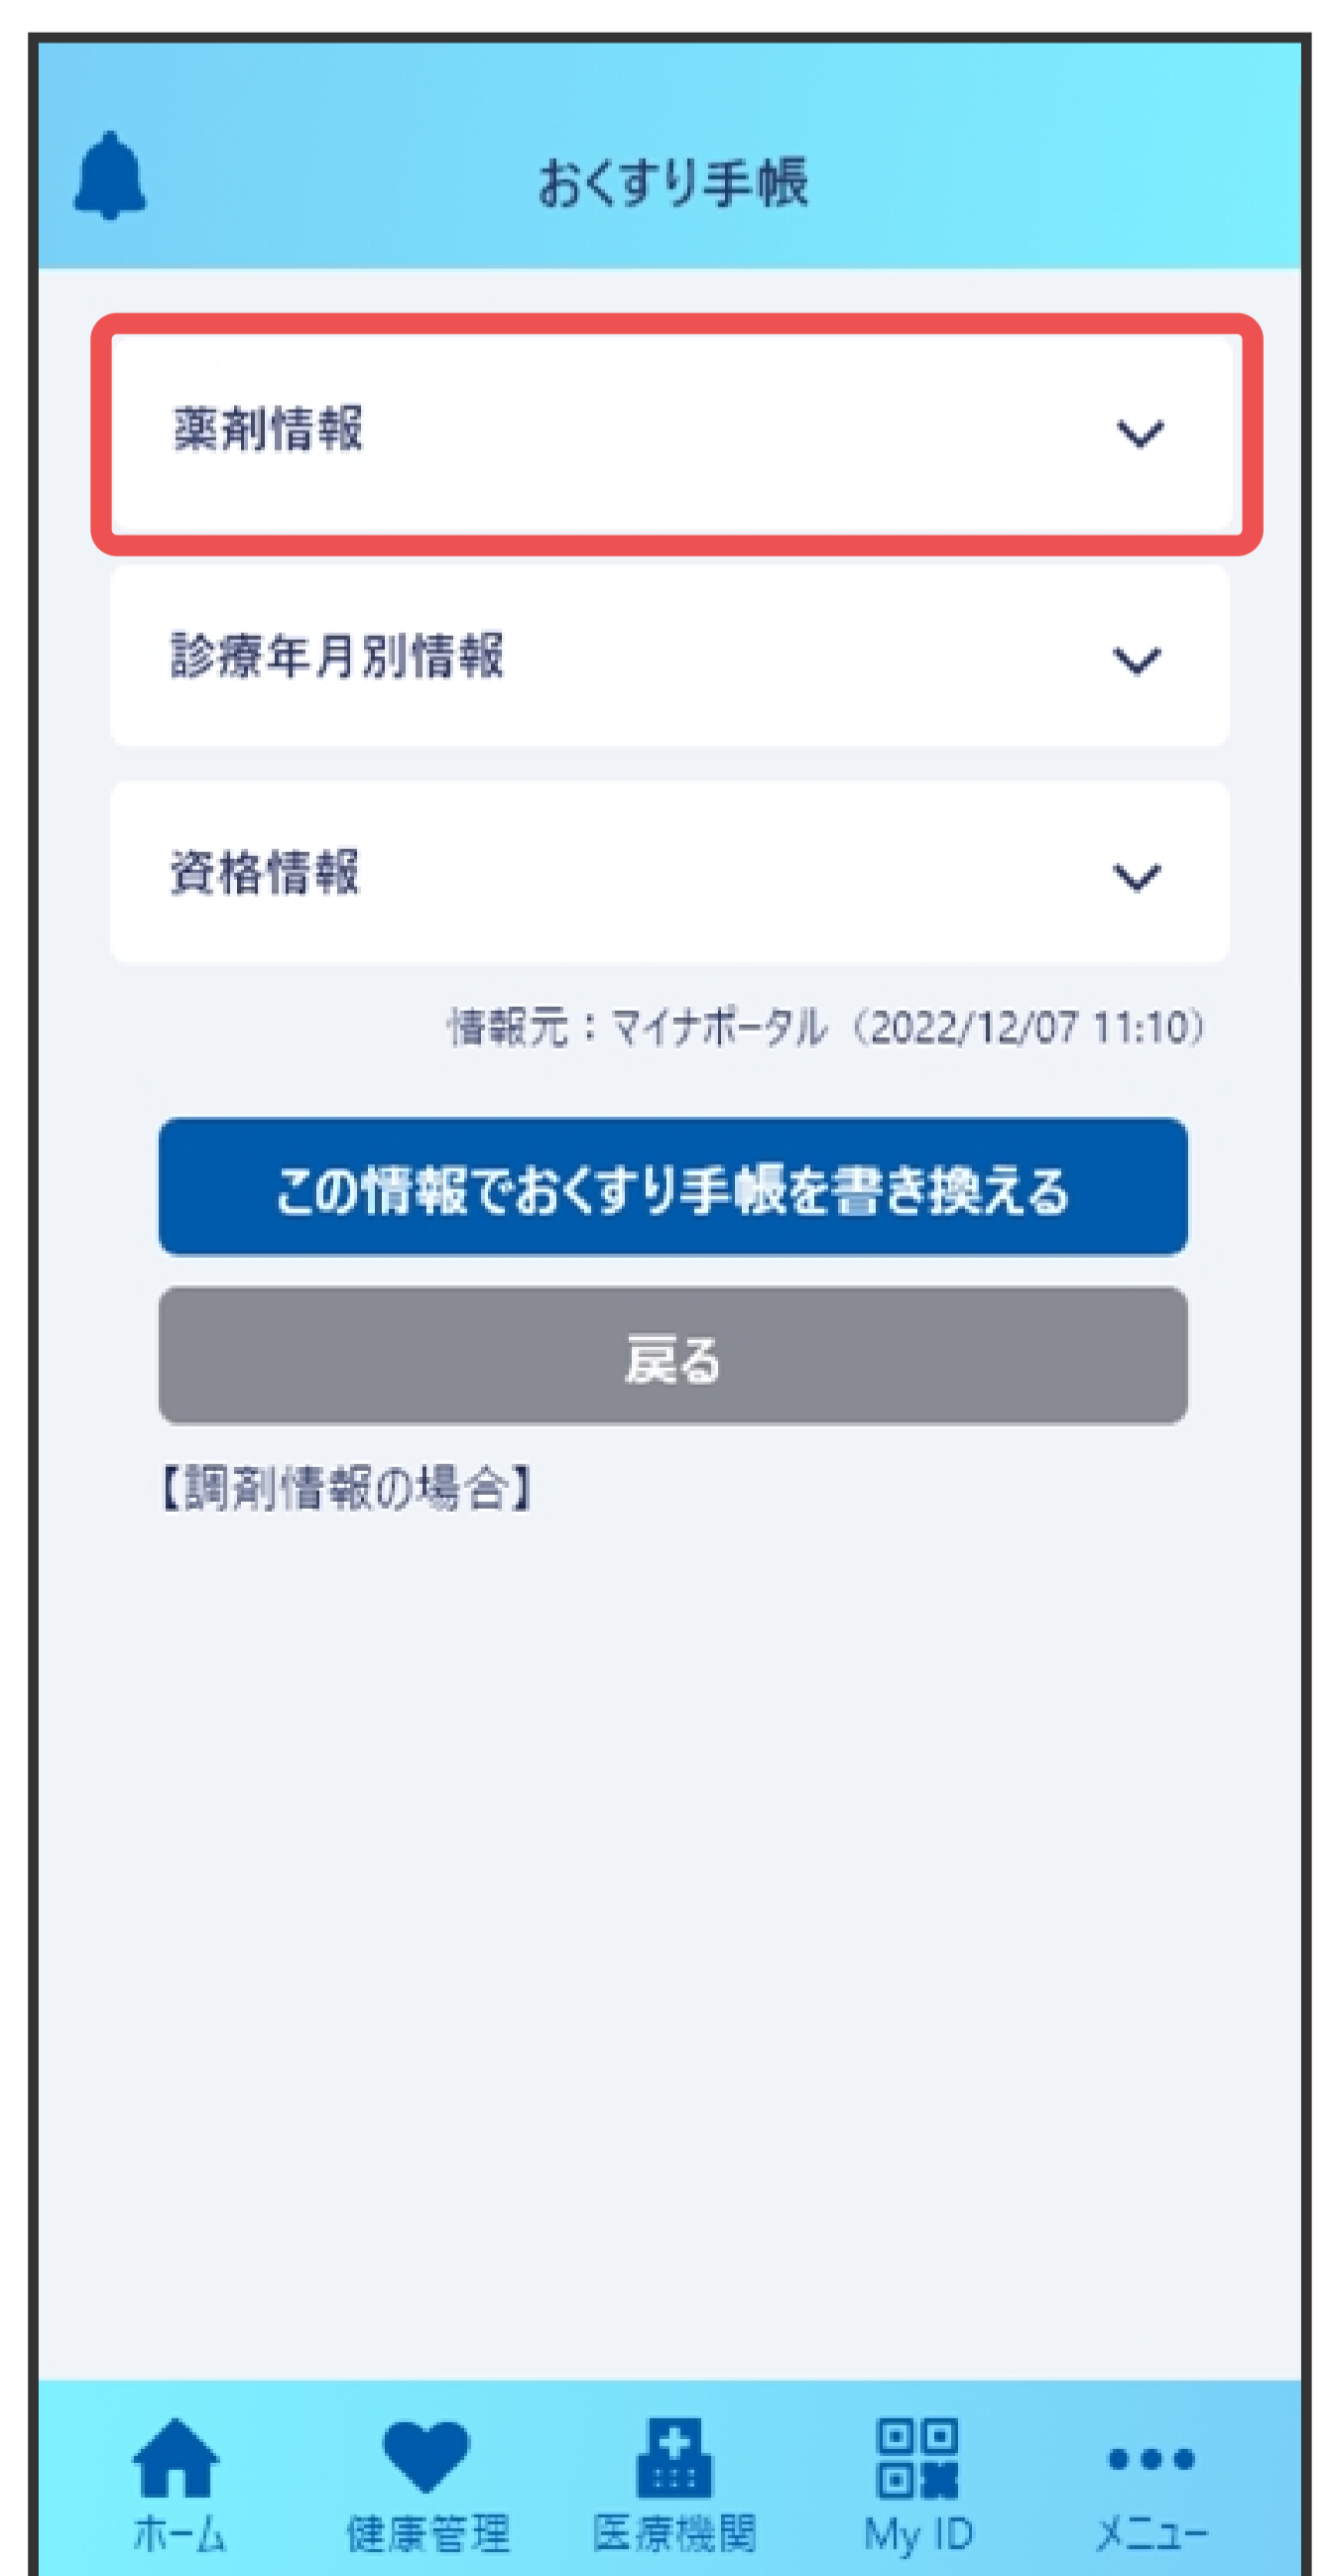 おくすり手帳
薬剤情報
診療年月別情報
資格情報
情報元：マイナポータル（2022/12/07 11:10）
この情報でおくすり手帳を書き換える
戻る
【調剤情報の場合】
ホーム
健康管理
医療機関
My ID
メニュー